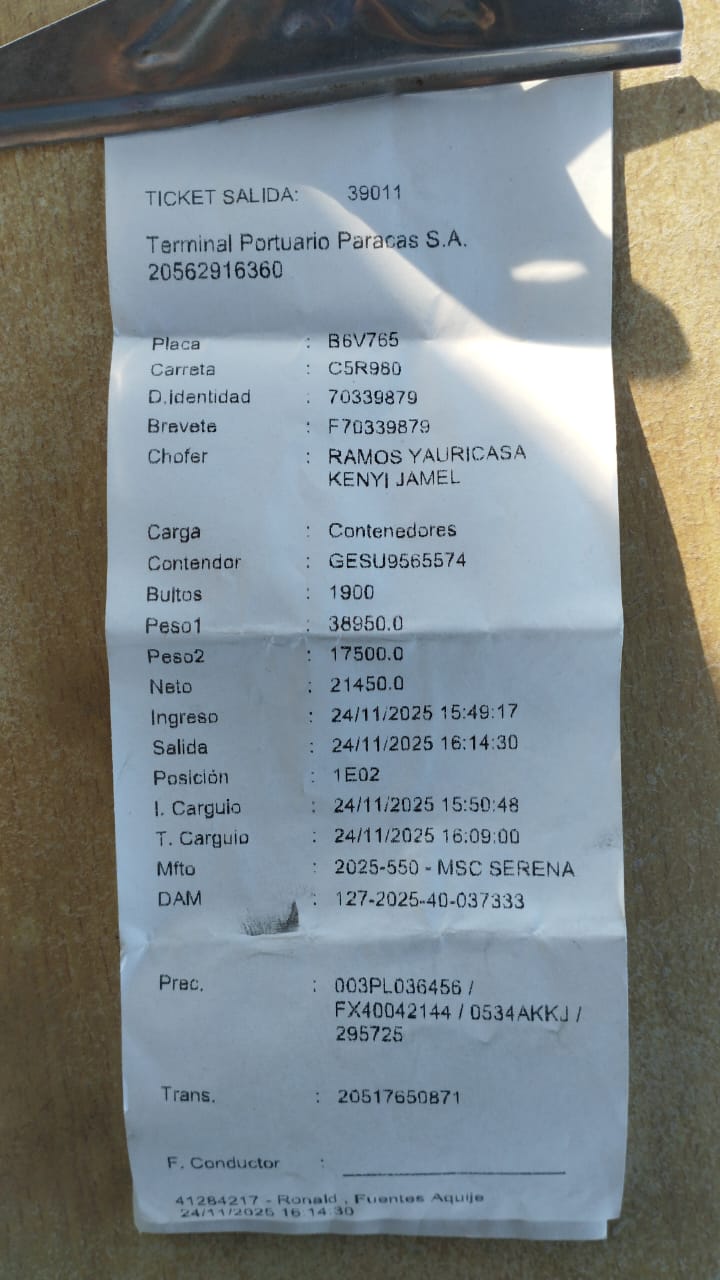 TICKET SALIDA: 39011
Terminal Portuario Paracas S.A.
20562916360
Placa : B6V765
Carreta : C5R980
D.Identidad : 70339879
Brevete : F70339879
Chofer : RAMOS YAURICASA
KENYI JAMEL
Carga : Contenedores
Contendor : GESU9565574
Bultos : 1900
Peso1 : 38950.0
Peso2 : 17500.0
Neto : 21450.0
Ingreso : 24/11/2025 15:49:17
Salida : 24/11/2025 16:14:30
Posición : 1E02
I. Carguio : 24/11/2025 15:50:48
T. Carguio : 24/11/2025 16:09:00
Mfto : 2025-550 - MSC SERENA
DAM : 127-2025-40-037333
Prec. : 003PL036456 /
FX40042144 / 0534AKKJ /
295725
Trans. : 20517650871
F. Conductor :
41284217 - Ronald , Fuentes Aquije
24/11/2025 16:14:30